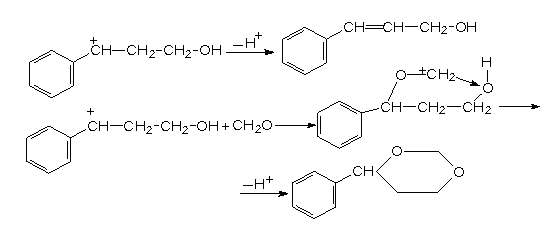 CH=CH—CH₂—OH
+
CH—CH₂—CH₂—OH —H⁺
O—CH₂ + H
O
+
CH—CH₂—CH₂—OH + CH₂O CH—CH₂—CH₂
—H⁺ CH O
O